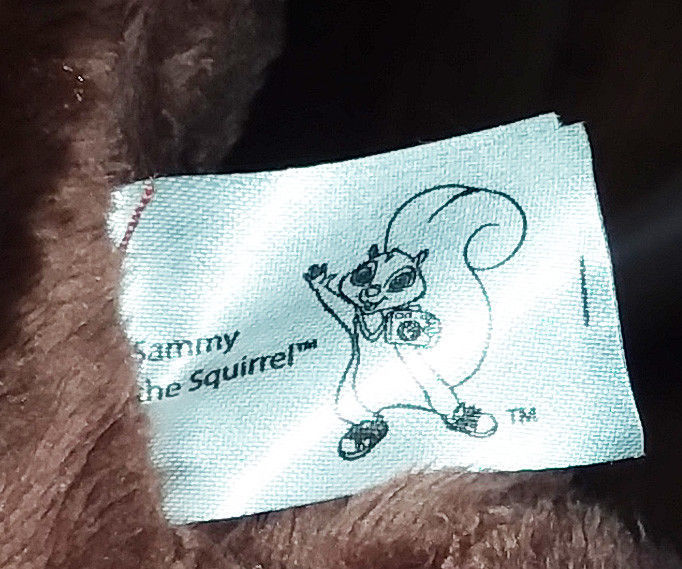 Sammy
the Squirrel™
TM